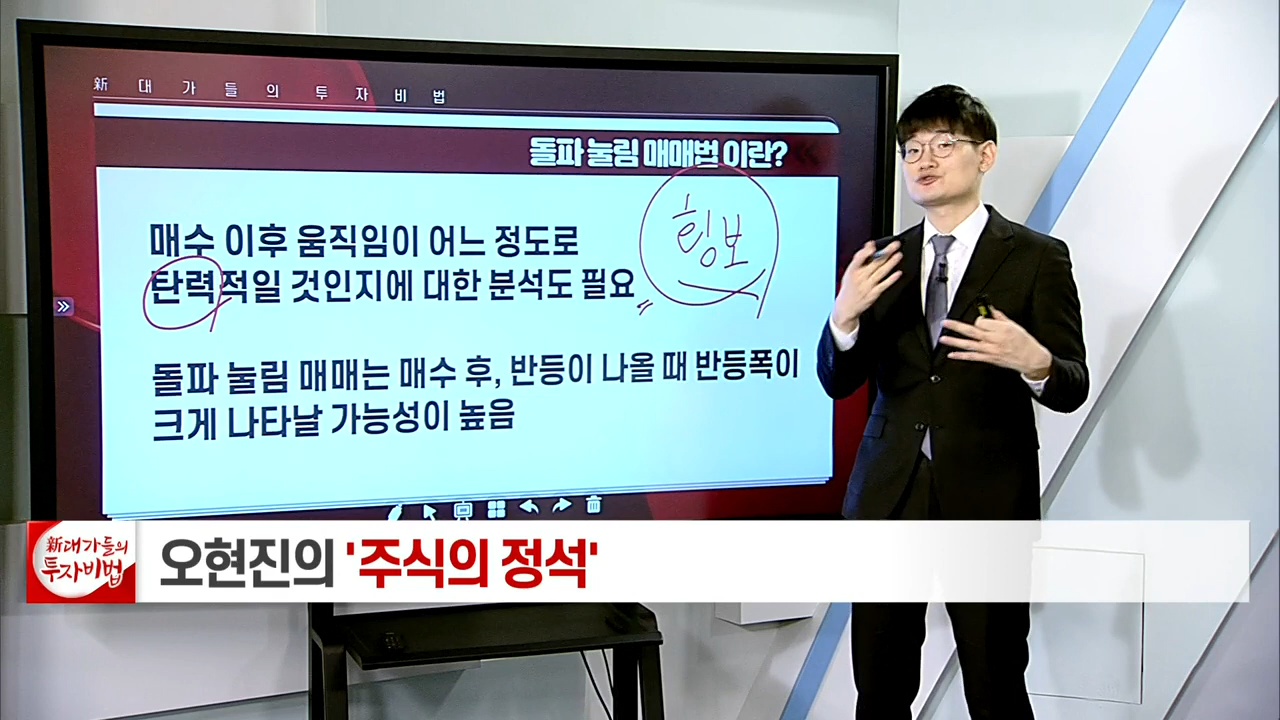 新 대 가 들 의 투 자 비 법
돌파 눌림 매매법 이란?
매수 이후 움직임이 어느 정도로
탄력적일 것인지에 대한 분석도 필요
횡보
돌파 눌림 매매는 매수 후, 반등이 나올 때 반등폭이
크게 나타날 가능성이 높음
新대가들의
투자비법
오현진의 '주식의 정석'